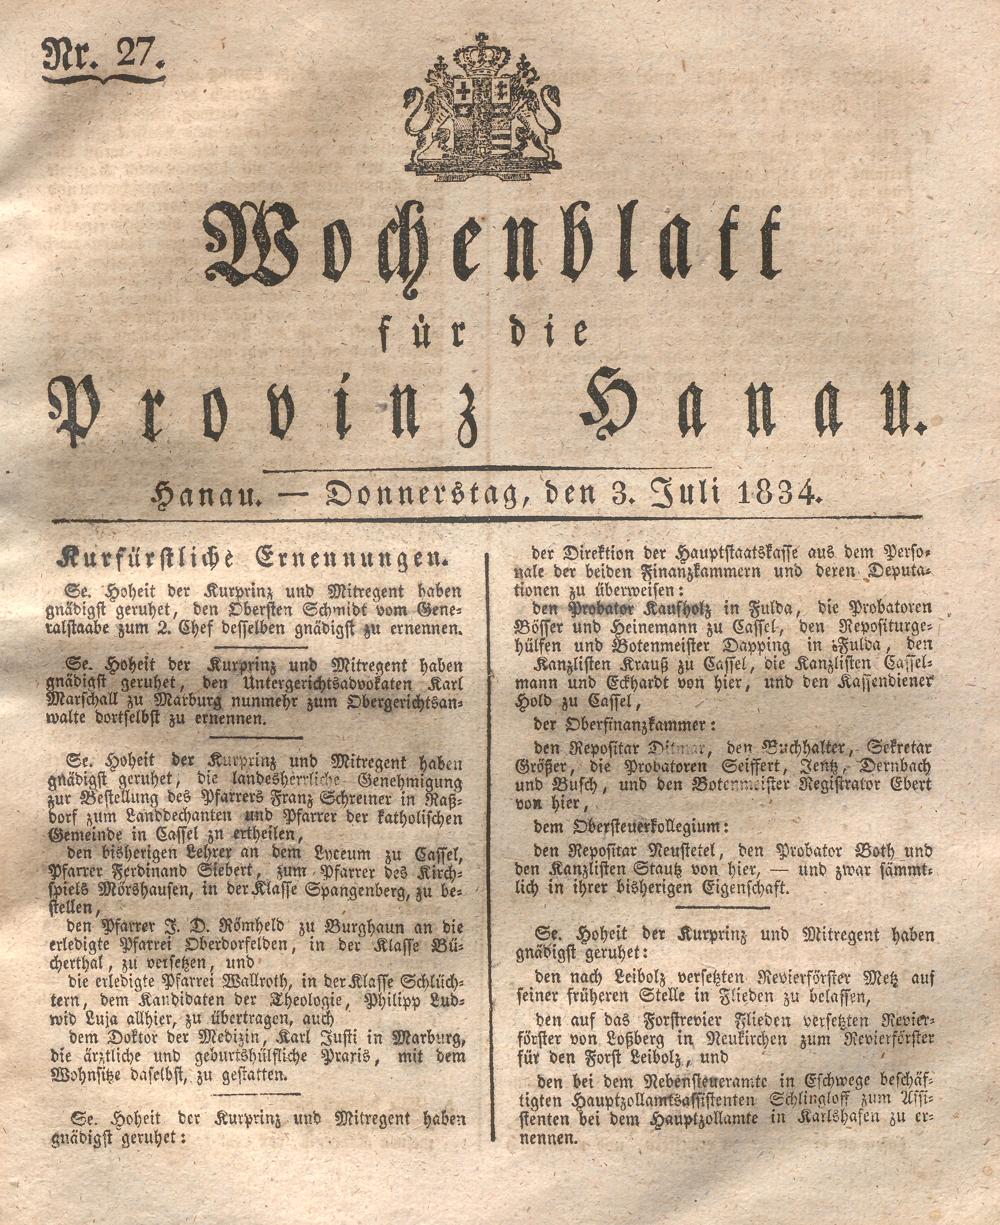 Nr. 27.
Wochenblatt
für die
Provinz Hanau.
Hanau. — Donnerstag, den 3. Juli 1834.
Kurfürstliche Ernennungen.
Se. Hoheit der Kurprinz und Mitregent haben
gnädigst geruhet, den Obersten Schmidt vom Gene-
ralstaabe zum 2. Chef desselben gnädigst zu ernennen.
Se. Hoheit der Kurprinz und Mitregent haben
gnädigst geruhet, den Untergerichtsadvokaten Karl
Marschall zu Marburg nunmehr zum Obergerichtsan-
walte dortselbst zu ernennen.
Se. Hoheit der Kurprinz und Mitregent haben
gnädigst geruhet, die landesherrliche Genehmigung
zur Bestellung des Pfarrers Franz Schreiner in Raß-
dorf zum Landdechanten und Pfarrer der katholischen
Gemeinde in Cassel zn ertheilen,
den bisherigen Lehrer an dem Lyceum zu Cassel,
Pfarrer Ferdinand Siebert, zum Pfarrer des Kirch-
spiels Mörshausen, in der Klasse Spangenberg, zu be-
stellen,
den Pfarrer J. D. Römheld zu Burghaun an die
erledigte Pfarrei Oberdorfelden, in der Klasse Bü-
cherthal, zu versetzen, und
die erledigte Pfarrei Wallroth, in der Klasse Schlüch-
tern, dem Kandidaten der Theologie, Philipp Lud-
wid Luja allhier, zu übertragen, auch
dem Doktor der Medizin, Karl Justi in Marburg,
die ärztliche und geburtshülfliche Praxis, mit dem
Wohnsitze daselbst, zu gestatten.
Se. Hoheit der Kurprinz und Mitregent haben
gnädigst geruhet:
der Direktion der Hauptstaatskasse aus dem Perso-
nale der beiden Finanzkammern und deren Deputa-
tionen zu überweisen:
den Probator Kaufholz in Fulda, die Probatoren
Bösser und Heinemann zu Cassel, den Repositurge-
hülfen und Botenmeister Dapping in Fulda, den
Kanzlisten Krauß zu Cassel, die Kanzlisten Cassel-
mann und Eckhardt von hier, und den Kassendiener
Hold zu Cassel,
der Oberfinanzkammer:
den Repositar Ditmar, den Buchhalter, Sekretar
Größer, die Probatoren Seiffert, Jentz, Dernbach
und Busch, und den Botenmeister Registrator Ebert
von hier,
dem Obersteuerkollegium:
den Repositar Neustetel, den Probator Both und
den Kanzlisten Stautz von hier, — und zwar sämmt-
lich in ihrer bisherigen Eigenschaft.
Se. Hoheit der Kurprinz und Mitregent haben
gnädigst geruhet:
den nach Leibolz versetzten Revierförster Metz auf
seiner früheren Stelle in Flieden zu belassen,
den auf das Forstrevier Flieden versetzten Revier-
förster von Loßberg in Neukirchen zum Revierförster
für den Forst Leibolz, und
den bei dem Nebensteueramte in Eschwege beschäf-
tigten Hauptzollamtsassistenten Schlingloff zum Assi-
stenten bei dem Hauptzollamte in Karlshafen zu er-
nennen.